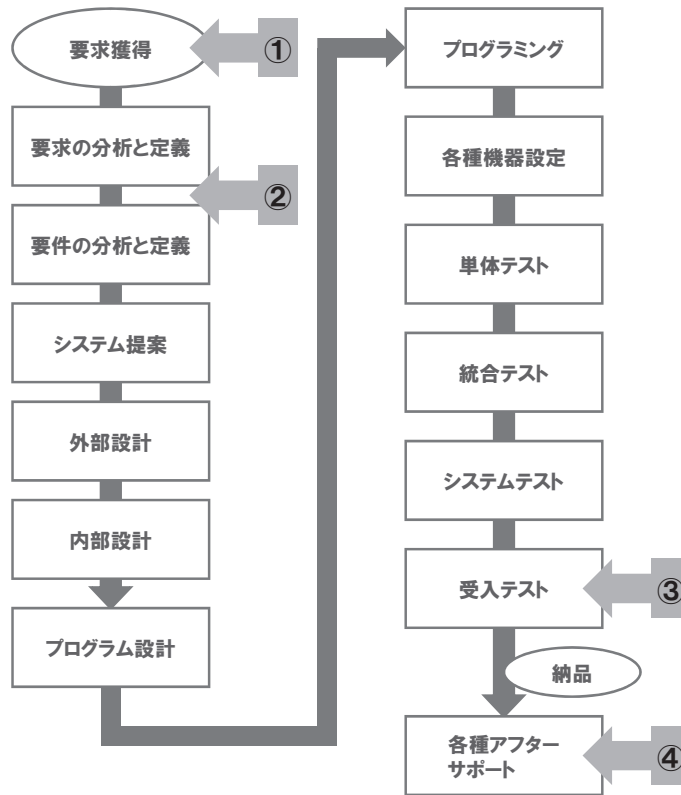 要求獲得
①
要求の分析と定義
②
要件の分析と定義
システム提案
外部設計
内部設計
プログラム設計
プログラミング
各種機器設定
単体テスト
統合テスト
システムテスト
受入テスト
③
納品
各種アフター
サポート
④